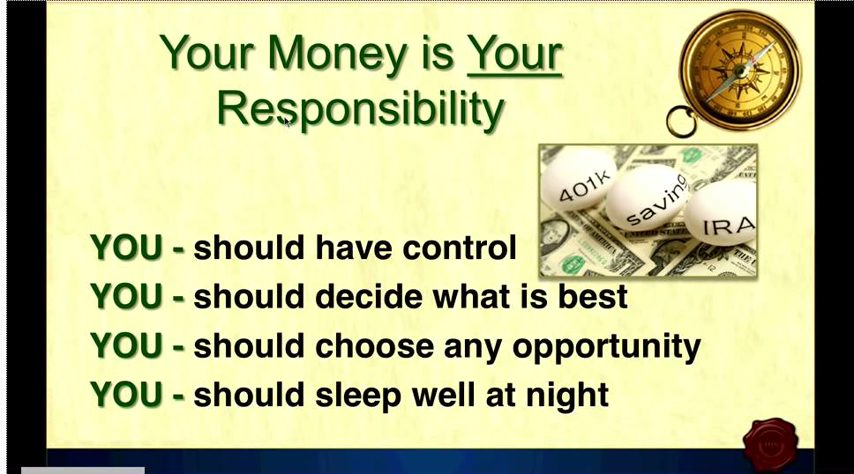 Your Money is Your
Responsibility
401k
saving
IRA
YOU - should have control
YOU - should decide what is best
YOU - should choose any opportunity
YOU - should sleep well at night